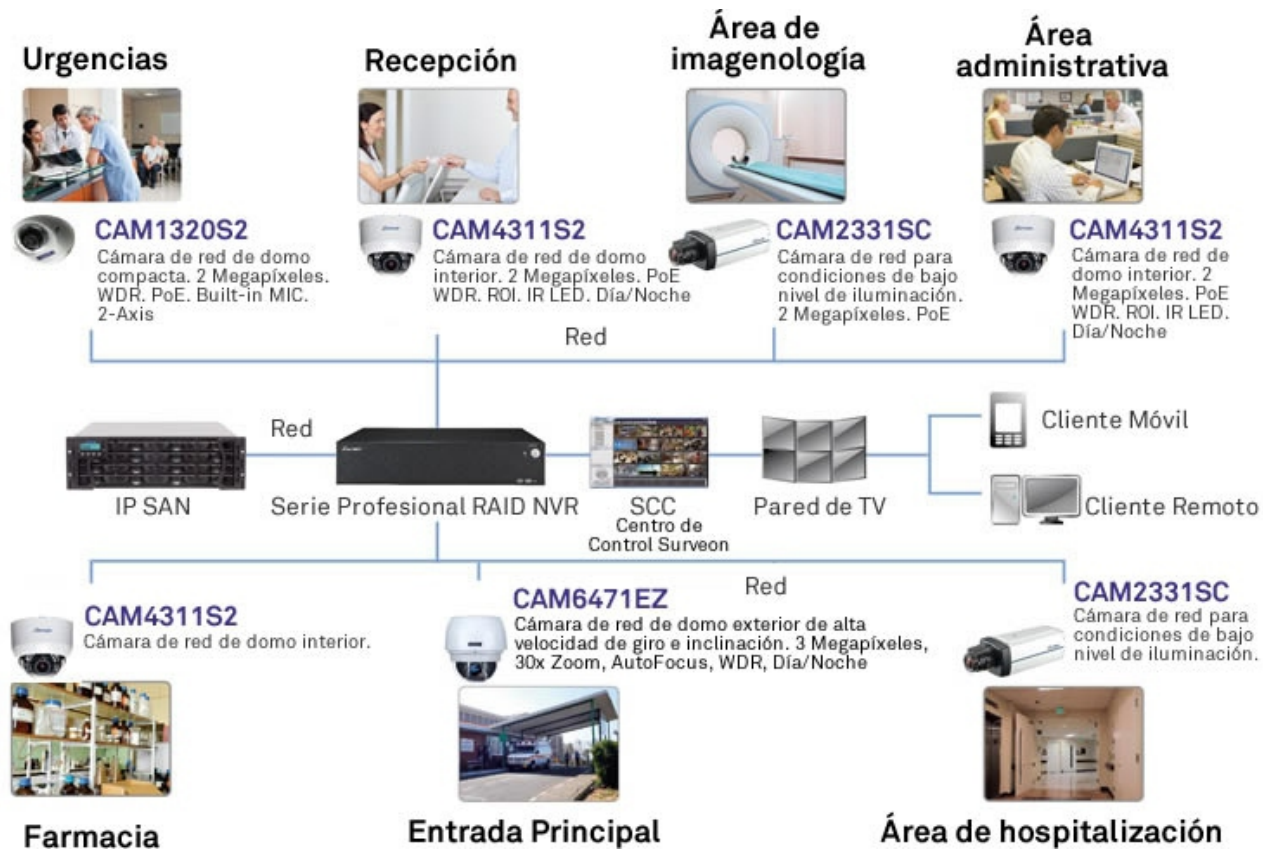 Urgencias
Recepción
Área de
imagenología
Área
administrativa
CAM1320S2
Cámara de red de domo
compacta. 2 Megapíxeles.
WDR. PoE. Built-in MIC.
2-Axis
CAM4311S2
Cámara de red de domo
interior. 2 Megapíxeles. PoE
WDR. ROI. IR LED. Día/Noche
CAM2331SC
Cámara de red para
condiciones de bajo
nivel de iluminación.
2 Megapíxeles. PoE
CAM4311S2
Cámara de red de
domo interior. 2
Megapíxeles. PoE
WDR. ROI. IR LED.
Día/Noche
Red
Red
IP SAN
Serie Profesional RAID NVR
SCC
Centro de
Control Surveon
Pared de TV
Cliente Móvil
Cliente Remoto
Red
CAM4311S2
Cámara de red de domo interior.
CAM6471EZ
Cámara de red de domo exterior de alta
velocidad de giro e inclinación. 3 Megapíxeles,
30x Zoom, AutoFocus, WDR, Día/Noche
CAM2331SC
Cámara de red para
condiciones de bajo
nivel de iluminación.
Farmacia
Entrada Principal
Área de hospitalización